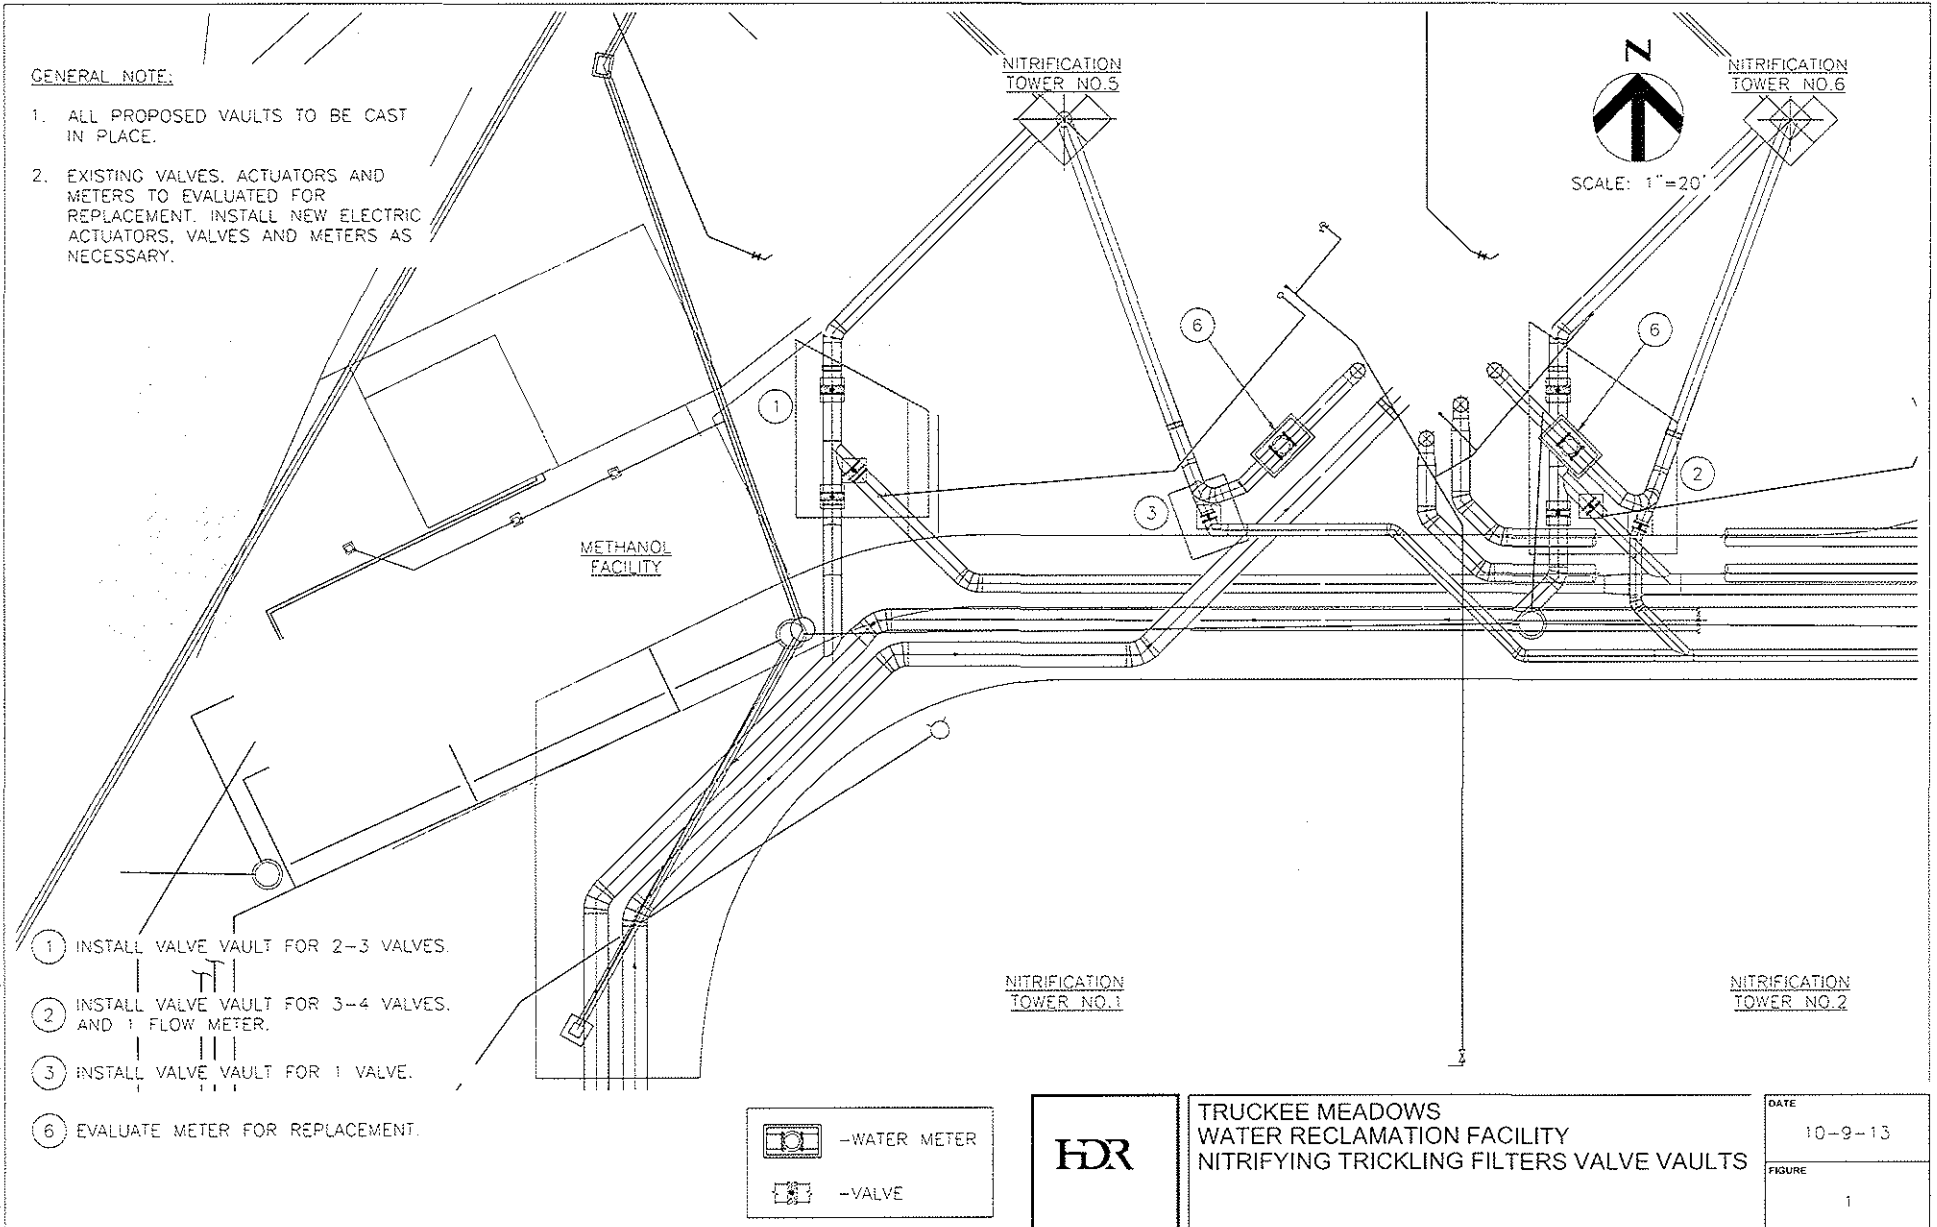 GENERAL NOTE:
1. ALL PROPOSED VAULTS TO BE CAST
IN PLACE.
2. EXISTING VALVES, ACTUATORS AND
METERS TO EVALUATED FOR
REPLACEMENT. INSTALL NEW ELECTRIC
ACTUATORS, VALVES AND METERS AS
NECESSARY.
NITRIFICATION
TOWER NO.5
N
SCALE: 1"=20'
NITRIFICATION
TOWER NO.6
6
6
1
2
3
METHANOL
FACILITY
1 INSTALL VALVE VAULT FOR 2-3 VALVES.
2 INSTALL VALVE VAULT FOR 3-4 VALVES.
AND 1 FLOW METER.
3 INSTALL VALVE VAULT FOR 1 VALVE.
6 EVALUATE METER FOR REPLACEMENT.
NITRIFICATION
TOWER NO.1
NITRIFICATION
TOWER NO.2
-WATER METER
-VALVE
HDR
TRUCKEE MEADOWS
WATER RECLAMATION FACILITY
NITRIFYING TRICKLING FILTERS VALVE VAULTS
DATE
10-9-13
FIGURE
1